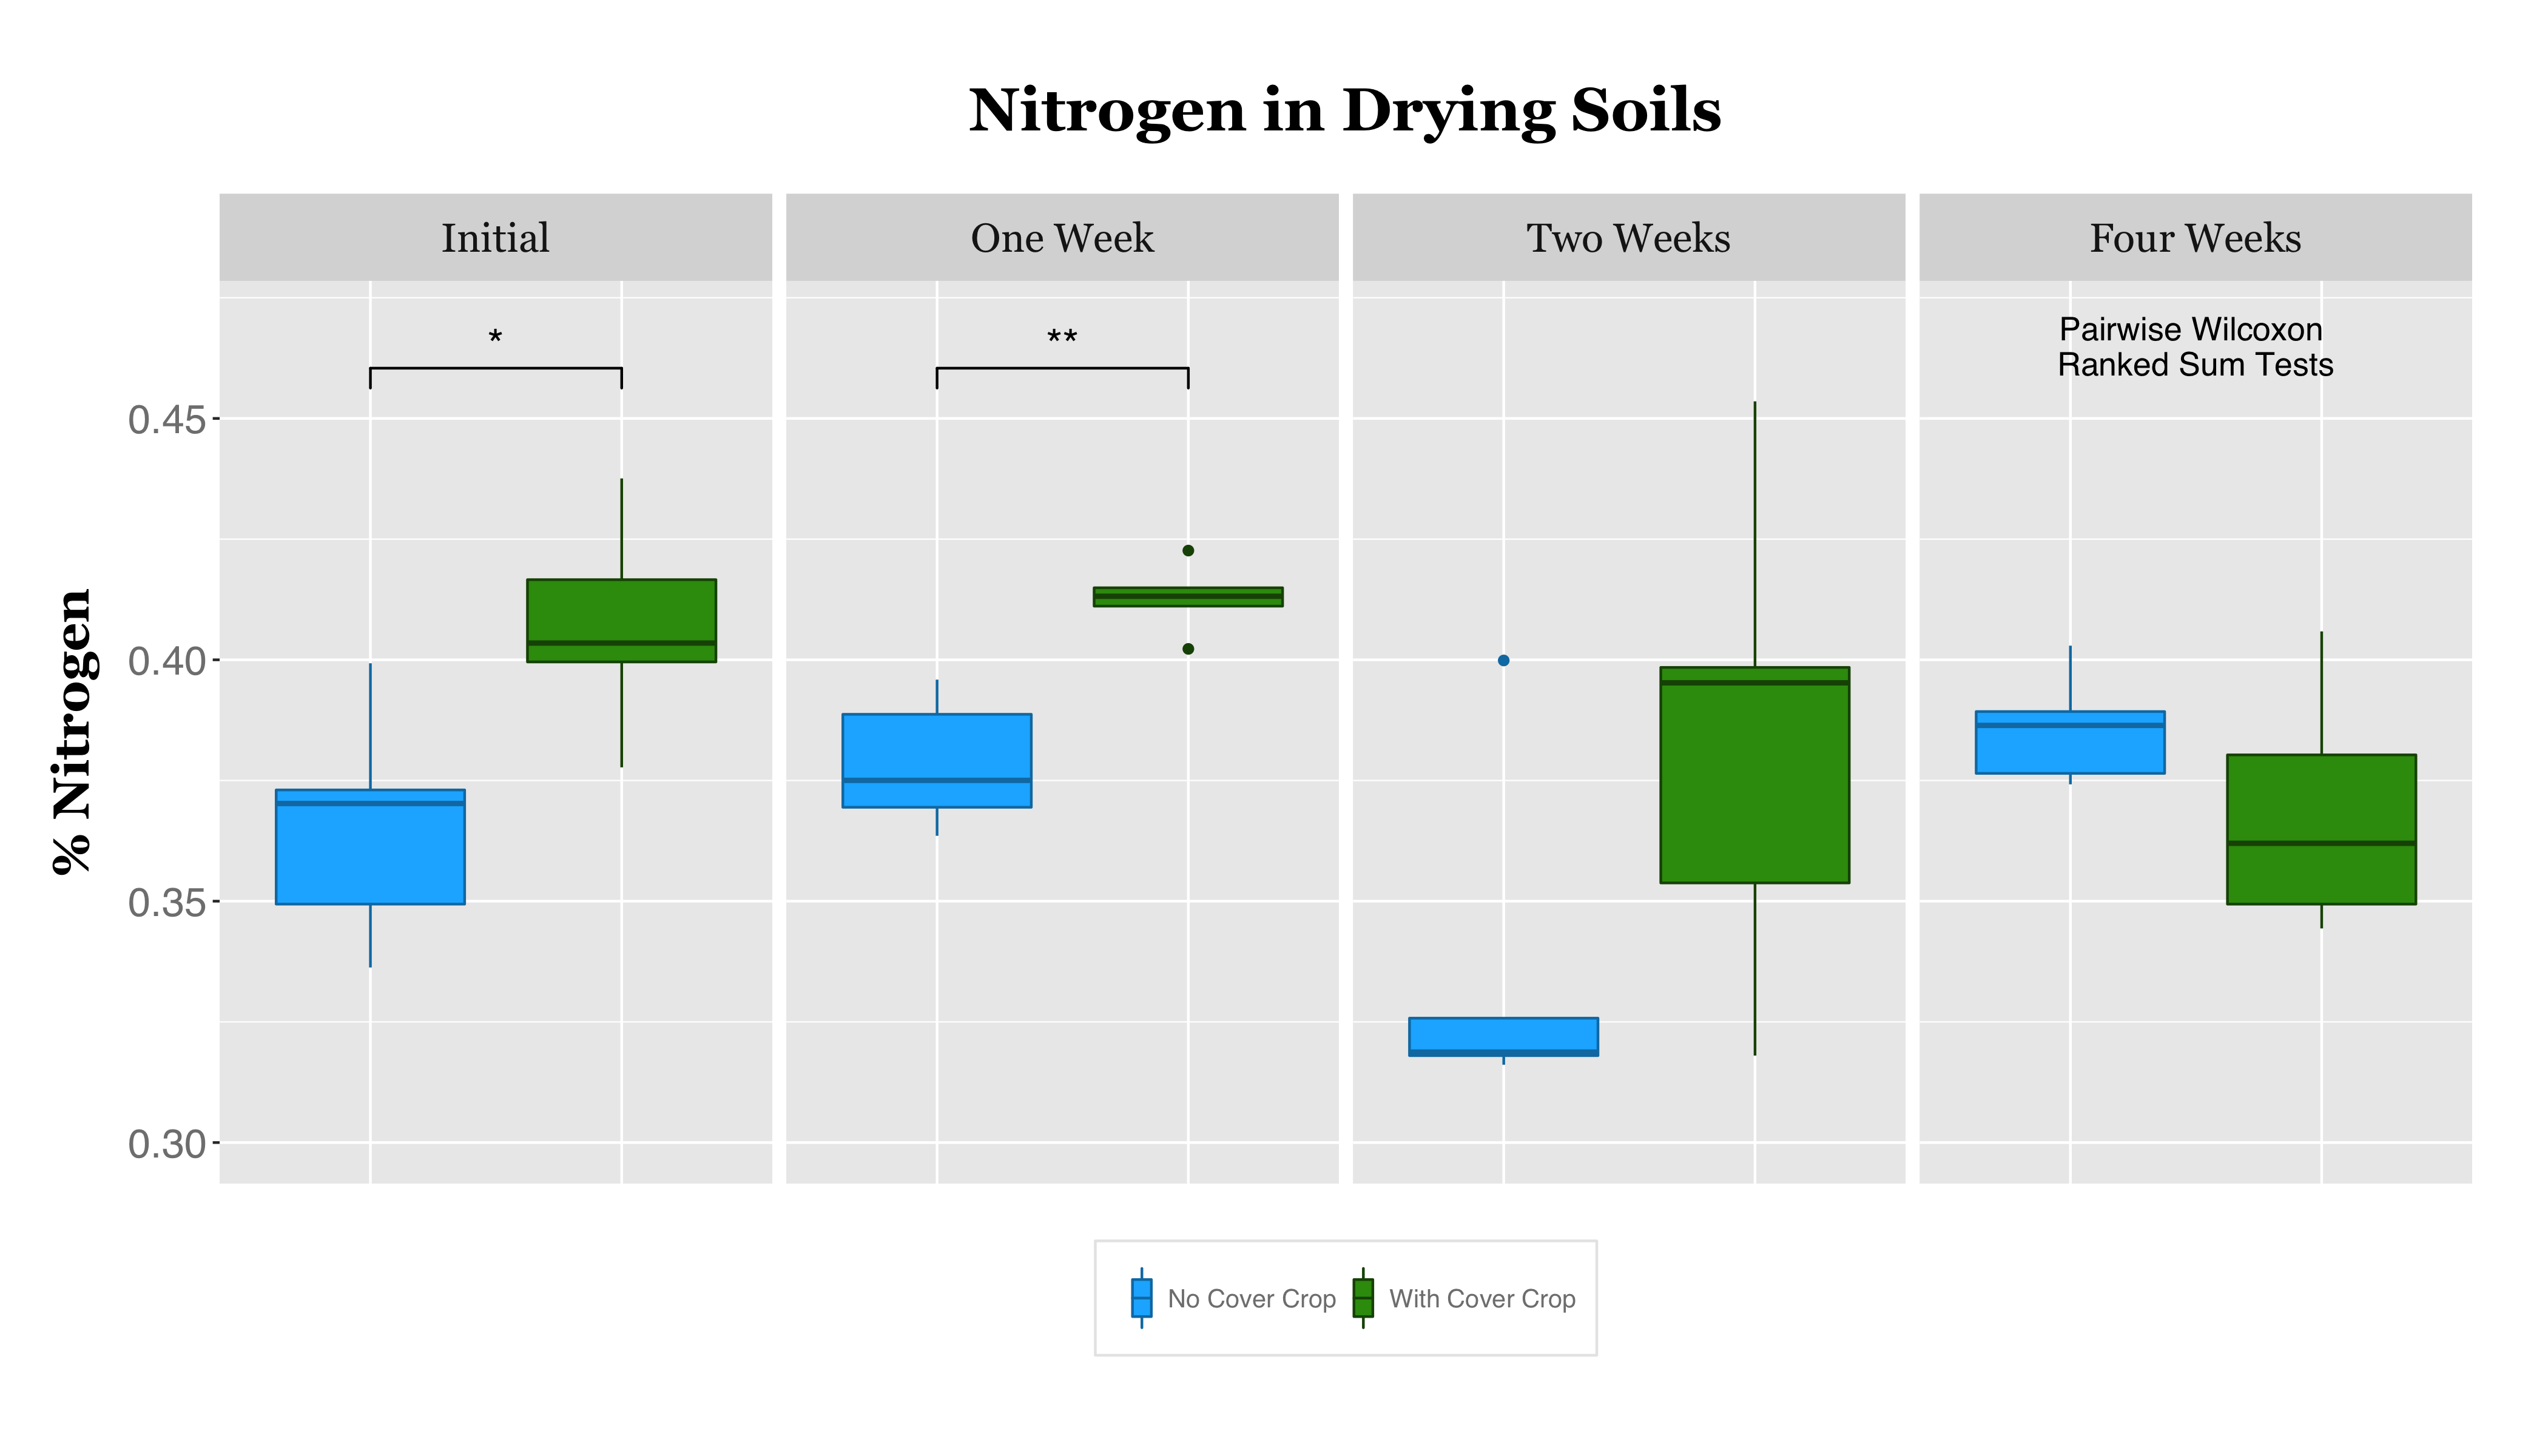 Nitrogen in Drying Soils
Initial
One Week
Two Weeks
Four Weeks
*
**
Pairwise Wilcoxon
Ranked Sum Tests
% Nitrogen
0.45
0.40
0.35
0.30
No Cover Crop
With Cover Crop